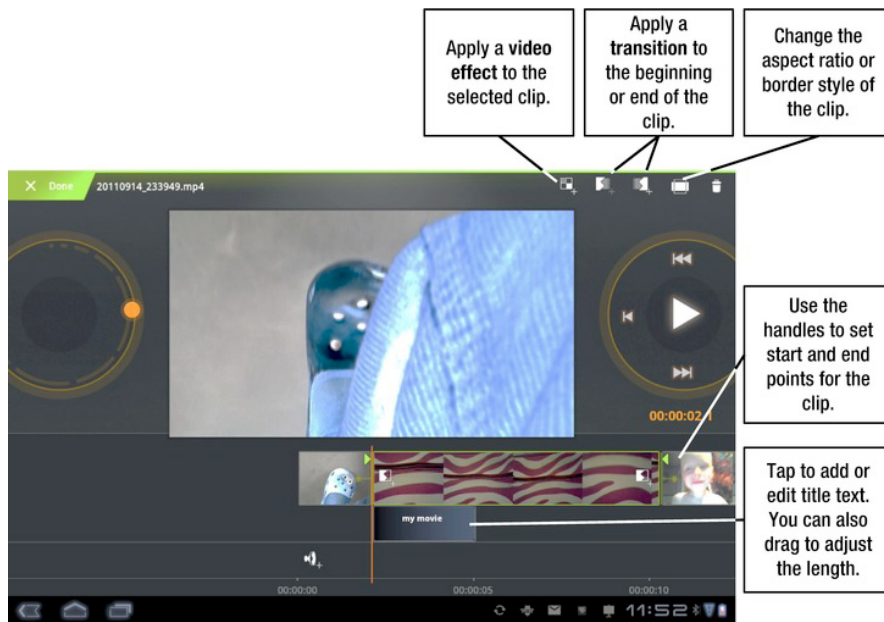 Apply a video
effect to the
selected clip.
Apply a
transition to
the beginning
or end of the
clip.
Change the
aspect ratio or
border style of
the clip.
Done
20110914_233949.mp4
Use the
handles to set
start and end
points for the
clip.
00:00:02.1
Tap to add or
edit title text.
You can also
drag to adjust
the length.
my movie
00:00:00
00:00:05
00:00:10
11:52